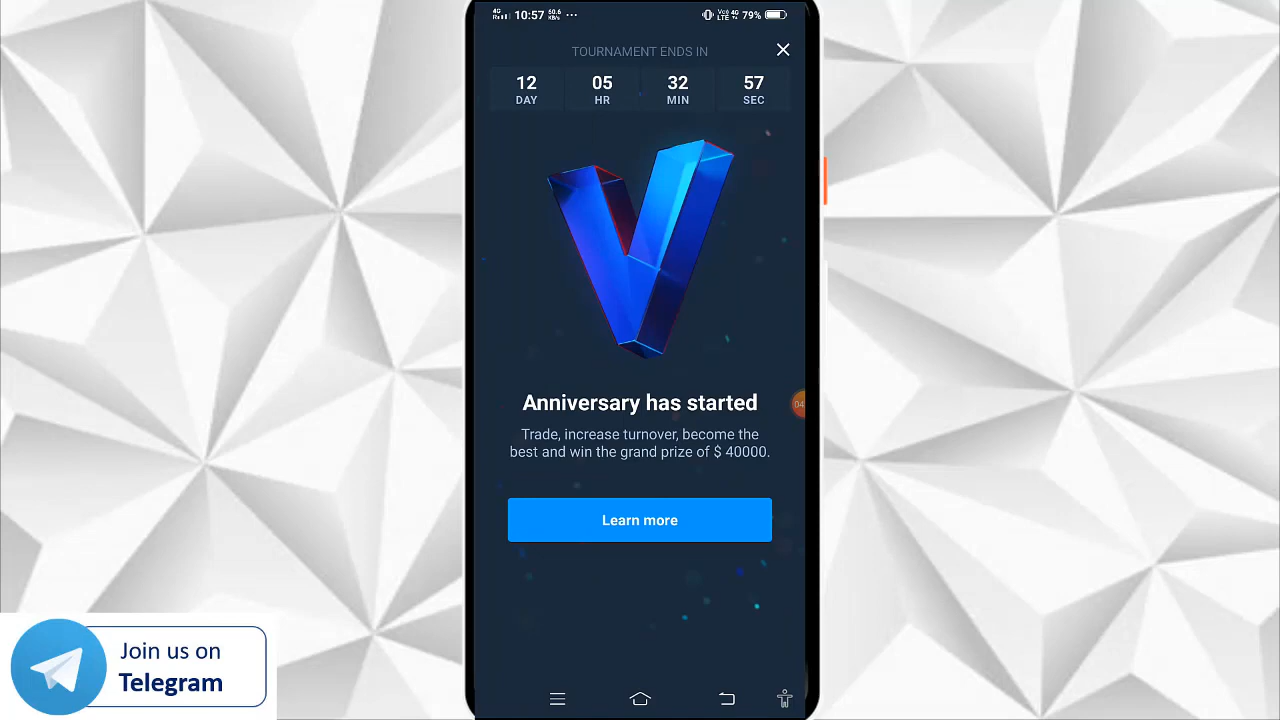 10:57
79%
TOURNAMENT ENDS IN
12 05 32 57
DAY HR MIN SEC
Anniversary has started
Trade, increase turnover, become the
best and win the grand prize of $ 40000.
Learn more
Join us on
Telegram